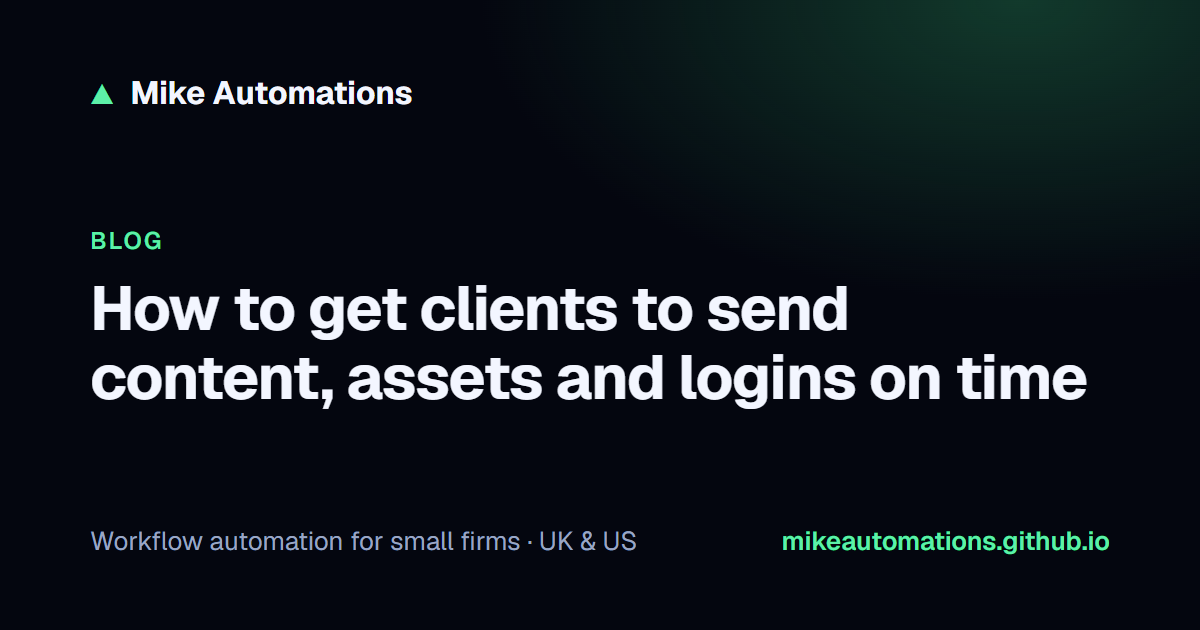 Mike Automations
BLOG
How to get clients to send
content, assets and logins on time
Workflow automation for small firms · UK & US
mikeautomations.github.io